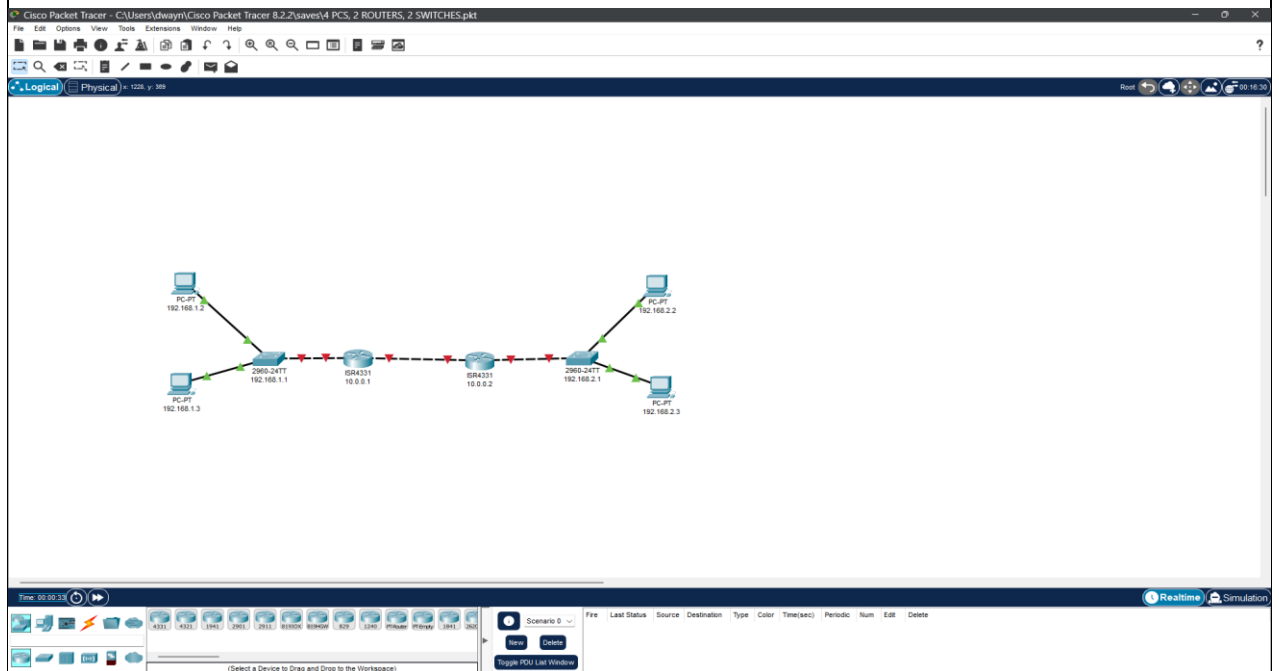 Cisco Packet Tracer - C:\Users\dwayn\Cisco Packet Tracer 8.2.2\saves\4 PCS, 2 ROUTERS, 2 SWITCHES.pkt
File Edit Options View Tools Extensions Window Help
?
Logical Physical x: 1228, y: 369 Root 00:16:30
PC-PT
192.168.1.2
PC-PT
192.168.2.2
2960-24TT
192.168.1.1
ISR4331
10.0.0.1
ISR4331
10.0.0.2
2960-24TT
192.168.2.1
PC-PT
192.168.1.3
PC-PT
192.168.2.3
Time: 00:00:33 Realtime Simulation
4331 4321 1941 2901 2911 819IOX 819HGW 829 1240 PT-Router PT-Empty 1841 262
(Select a Device to Drag and Drop to the Workspace)
Scenario 0
New Delete
Toggle PDU List Window
Fire Last Status Source Destination Type Color Time(sec) Periodic Num Edit Delete